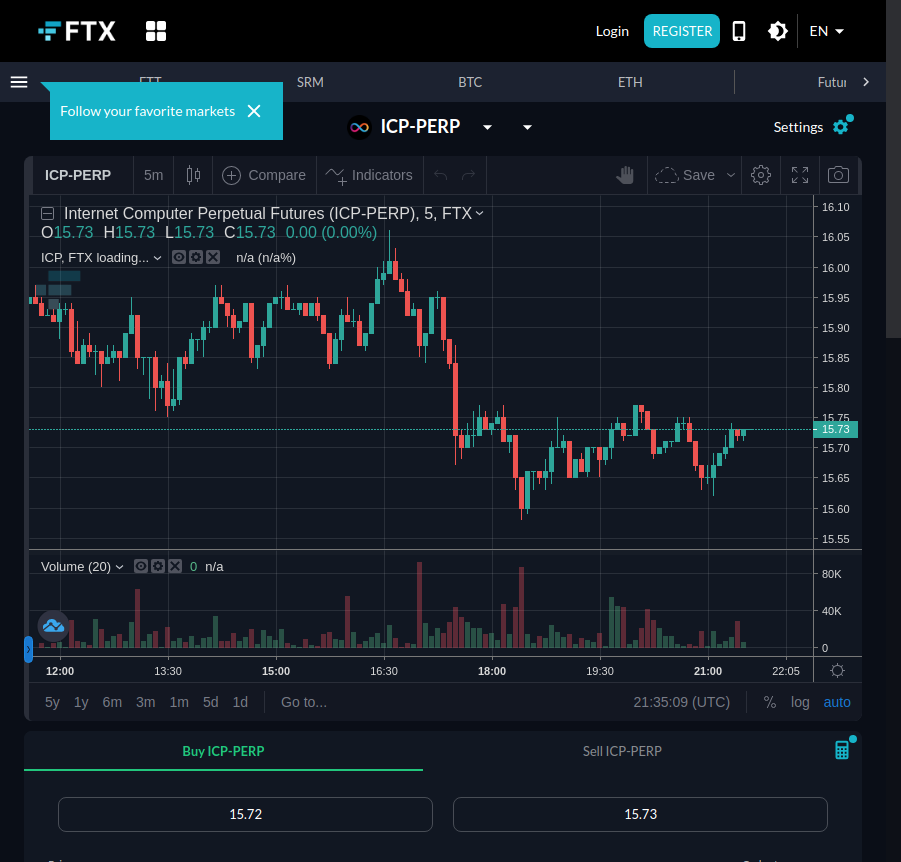 FTX
Login
REGISTER
EN
FTT
SRM
BTC
ETH
Futur
Follow your favorite markets
ICP-PERP
Settings
ICP-PERP
5m
Compare
Indicators
Save
Internet Computer Perpetual Futures (ICP-PERP), 5, FTX
O15.73 H15.73 L15.73 C15.73 0.00 (0.00%)
ICP, FTX loading...
n/a (n/a%)
16.10
16.05
16.00
15.95
15.90
15.85
15.80
15.75
15.73
15.70
15.65
15.60
15.55
Volume (20)
0 n/a
80K
40K
0
12:00
13:30
15:00
16:30
18:00
19:30
21:00
22:05
5y
1y
6m
3m
1m
5d
1d
Go to...
21:35:09 (UTC)
%
log
auto
Buy ICP-PERP
Sell ICP-PERP
15.72
15.73